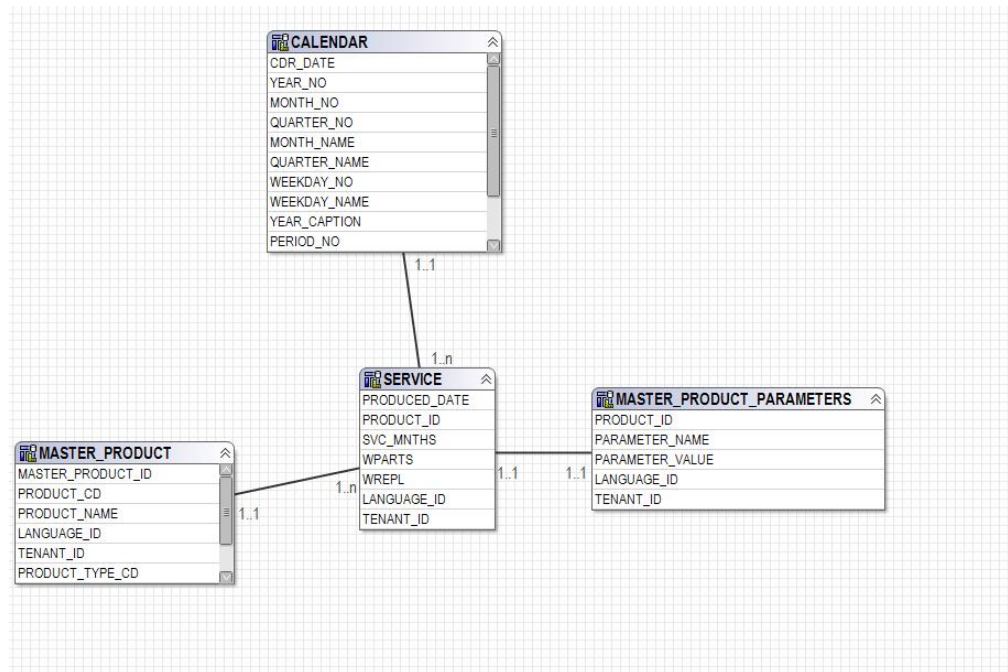 CALENDAR
CDR_DATE
YEAR_NO
MONTH_NO
QUARTER_NO
MONTH_NAME
QUARTER_NAME
WEEKDAY_NO
WEEKDAY_NAME
YEAR_CAPTION
PERIOD_NO
1..1
1..n
SERVICE
PRODUCED_DATE
PRODUCT_ID
SVC_MNTHS
WPARTS
WREPL
LANGUAGE_ID
TENANT_ID
1..1
1..1
MASTER_PRODUCT_PARAMETERS
PRODUCT_ID
PARAMETER_NAME
PARAMETER_VALUE
LANGUAGE_ID
TENANT_ID
MASTER_PRODUCT
MASTER_PRODUCT_ID
PRODUCT_CD
PRODUCT_NAME
LANGUAGE_ID
TENANT_ID
PRODUCT_TYPE_CD
1..1
1..n